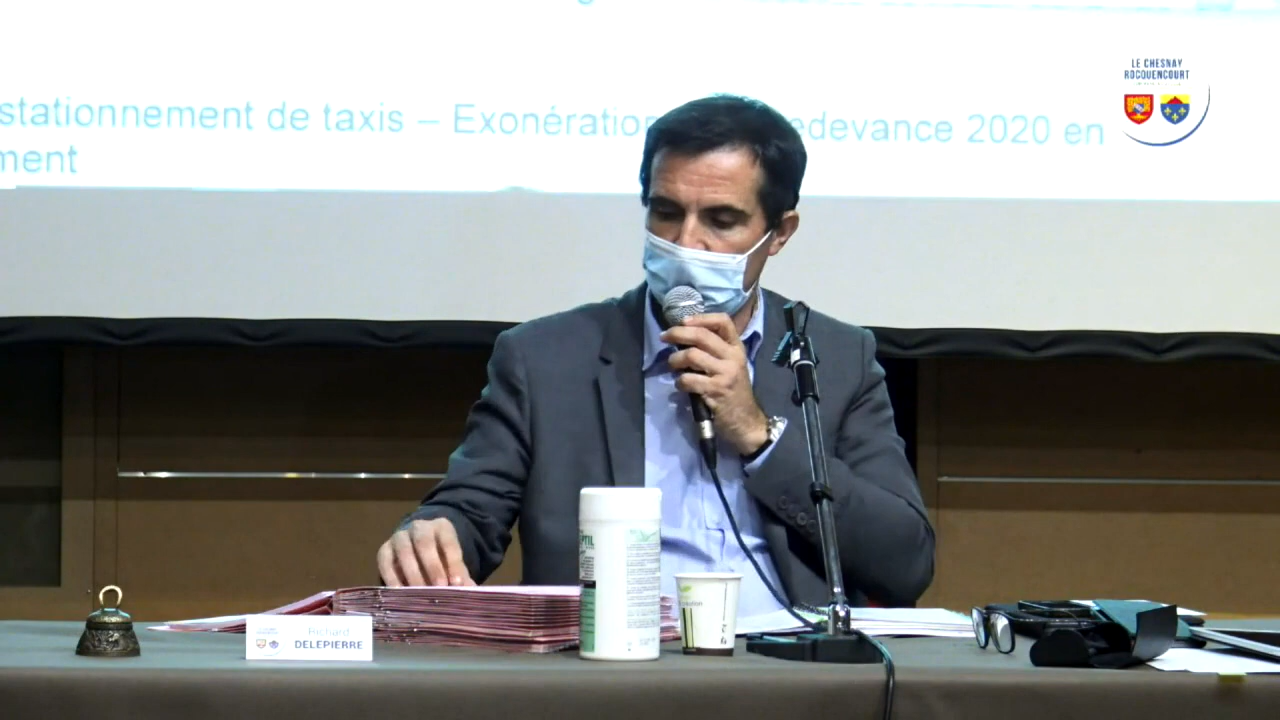 LE CHESNAY
ROCQUENCOURT
stationnement de taxis – Exonération
edevance 2020 en
ment
Richard
DELEPIERRE